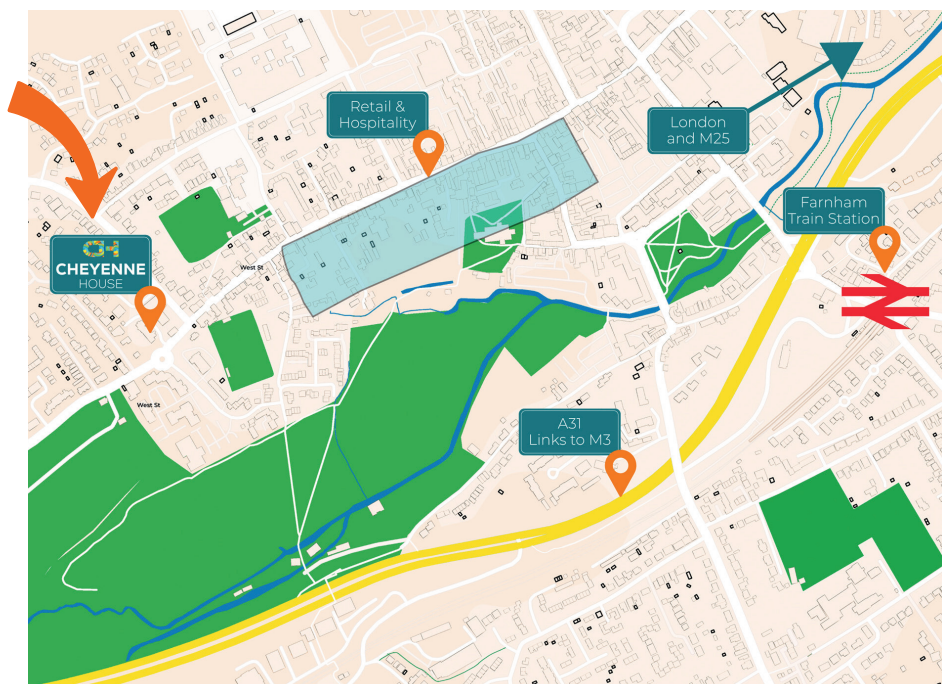 Retail &
Hospitality
London
and M25
Farnham
Train Station
CH
CHEYENNE
HOUSE
West St
West St
A31
Links to M3